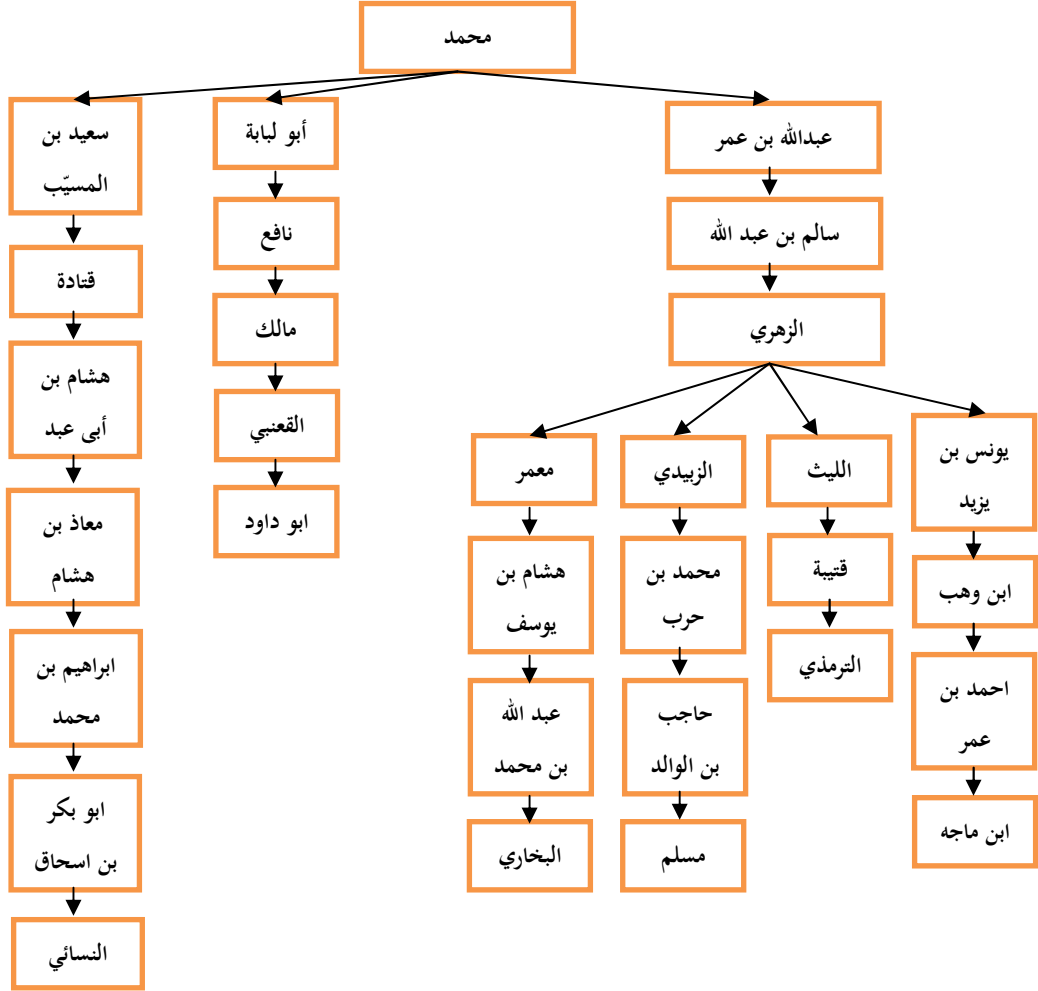 محمد
عبدالله بن عمر
سالم بن عبد الله
الزهري
يونس بن
يزيد
ابن وهب
احمد بن
عمر
ابن ماجه
الليث
قتيبة
الترمذي
الزبيدي
محمد بن
حرب
حاجب
بن الوالد
مسلم
معمر
هشام بن
يوسف
عبد الله
بن محمد
البخاري
أبو لبابة
نافع
مالك
القعنبي
ابو داود
سعيد بن
المسيّب
قتادة
هشام بن
أبى عبد
معاذ بن
هشام
ابراهيم بن
محمد
ابو بكر
بن اسحاق
النسائي